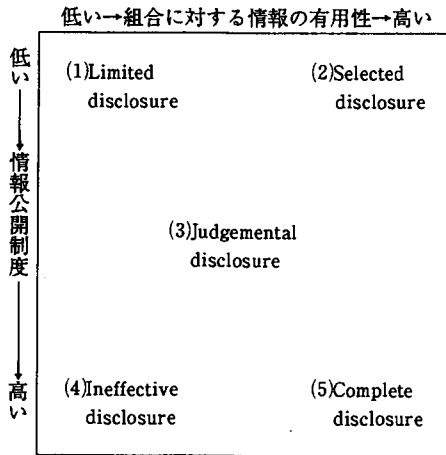 低い→組合に対する情報の有用性→高い
低い→情報公開制度→高い
(1)Limited
disclosure
(2)Selected
disclosure
(3)Judgemental
disclosure
(4)Ineffective
disclosure
(5)Complete
disclosure